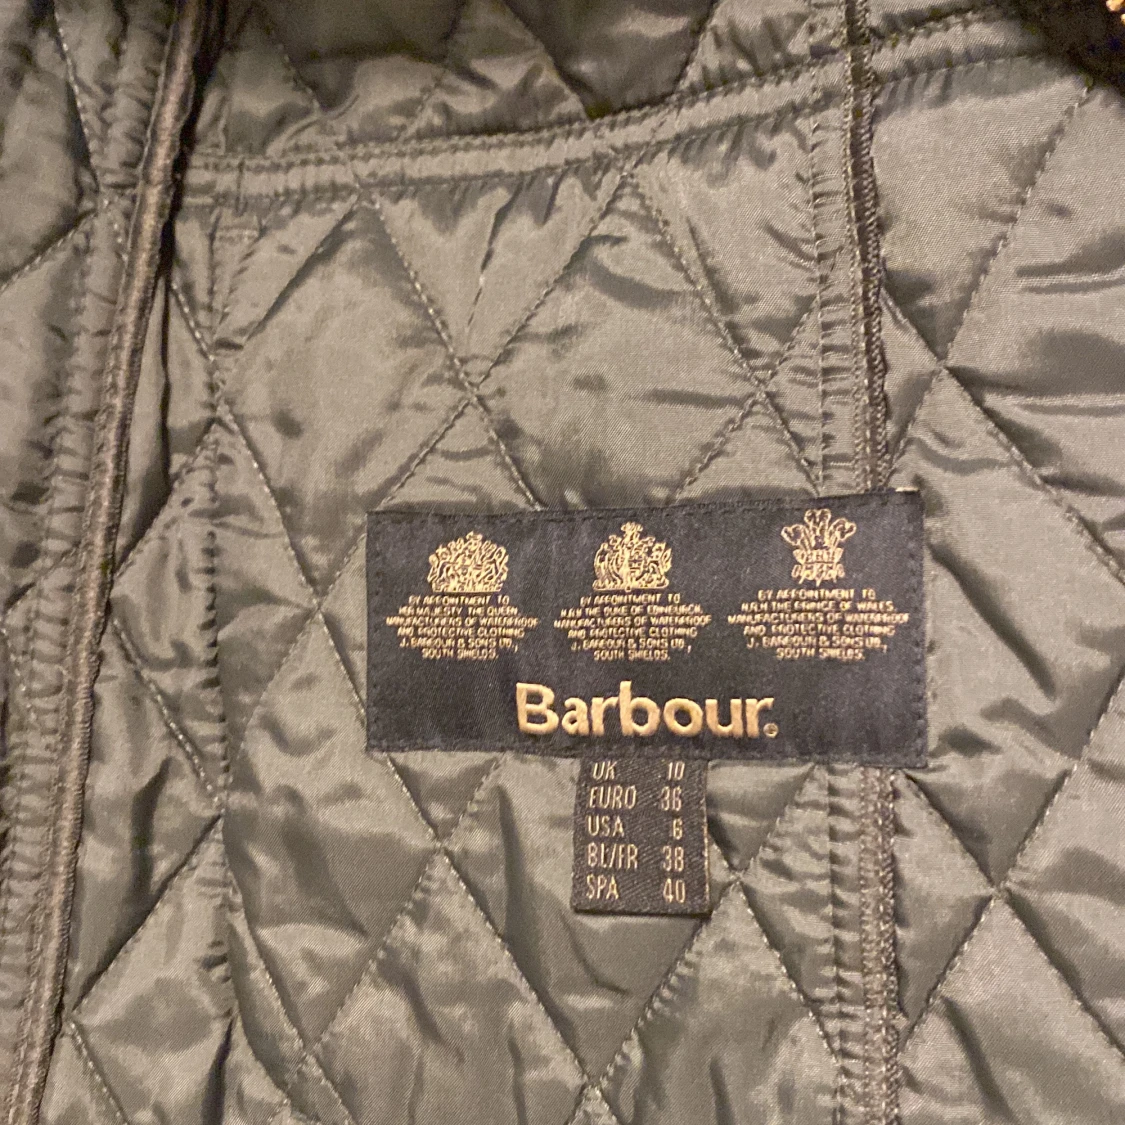 BY APPOINTMENT TO
HER MAJESTY THE QUEEN
MANUFACTURERS OF WATERPROOF
AND PROTECTIVE CLOTHING
J. BARBOUR & SONS LTD,
SOUTH SHIELDS.
BY APPOINTMENT TO
H.R.H. THE DUKE OF EDINBURGH
MANUFACTURERS OF WATERPROOF
AND PROTECTIVE CLOTHING
J. BARBOUR & SONS LTD,
SOUTH SHIELDS.
BY APPOINTMENT TO
H.R.H. THE PRINCE OF WALES
MANUFACTURERS OF WATERPROOF
AND PROTECTIVE CLOTHING
J. BARBOUR & SONS LTD,
SOUTH SHIELDS.
Barbour®
UK 10
EURO 36
USA 6
BL/FR 38
SPA 40